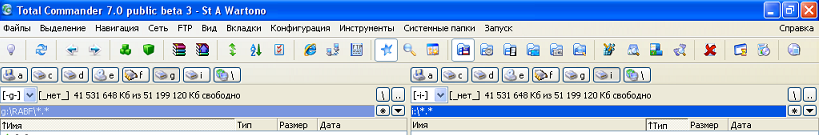 Total Commander 7.0 public beta 3 - St A Wartono
Файлы Выделение Навигация Сеть FTP Вид Вкладки Конфигурация Инструменты Системные папки Запуск Справка
a c d e f g i \ a c d e f g i \
[-g-] [_нет_] 41 531 648 Кб из 51 199 120 Кб свободно \ .. [-i-] [_нет_] 41 531 648 Кб из 51 199 120 Кб свободно \ ..
g:\RABF\*.* * i:\*.* *
↑Имя Тип Размер Дата Имя ↑Тип Размер Дата